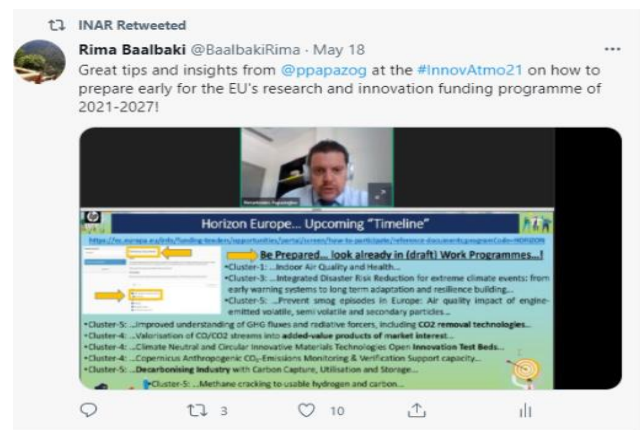 INAR Retweeted
Rima Baalbaki @BaalbakiRima · May 18
Great tips and insights from @ppapazog at the #InnovAtmo21 on how to
prepare early for the EU's research and innovation funding programme of
2021-2027!
Horizon Europe... Upcoming "Timeline"
Be Prepared... look already in (draft) Work Programmes...!
•Cluster-1: ...Indoor Air Quality and Health...
•Cluster-3: ...Integrated Disaster Risk Reduction for extreme climate events: from
early warning systems to long term adaptation and resilience building...
•Cluster-5: ...Prevent smog episodes in Europe: Air quality impact of engine-
emitted volatile, semi volatile and secondary particles...
•Cluster-5: ...Improved understanding of GHG fluxes and radiative forcers, including CO2 removal technologies...
•Cluster-4: ...Valorisation of CO/CO2 streams into added-value products of market interest...
•Cluster-4: ...Climate Neutral and Circular Innovative Materials Technologies Open Innovation Test Beds...
•Cluster-4: ...Copernicus Anthropogenic CO₂-Emissions Monitoring & Verification Support capacity...
•Cluster-5: ...Decarbonising Industry with Carbon Capture, Utilisation and Storage...
•Cluster-5: ...Methane cracking to usable hydrogen and carbon...
3
10